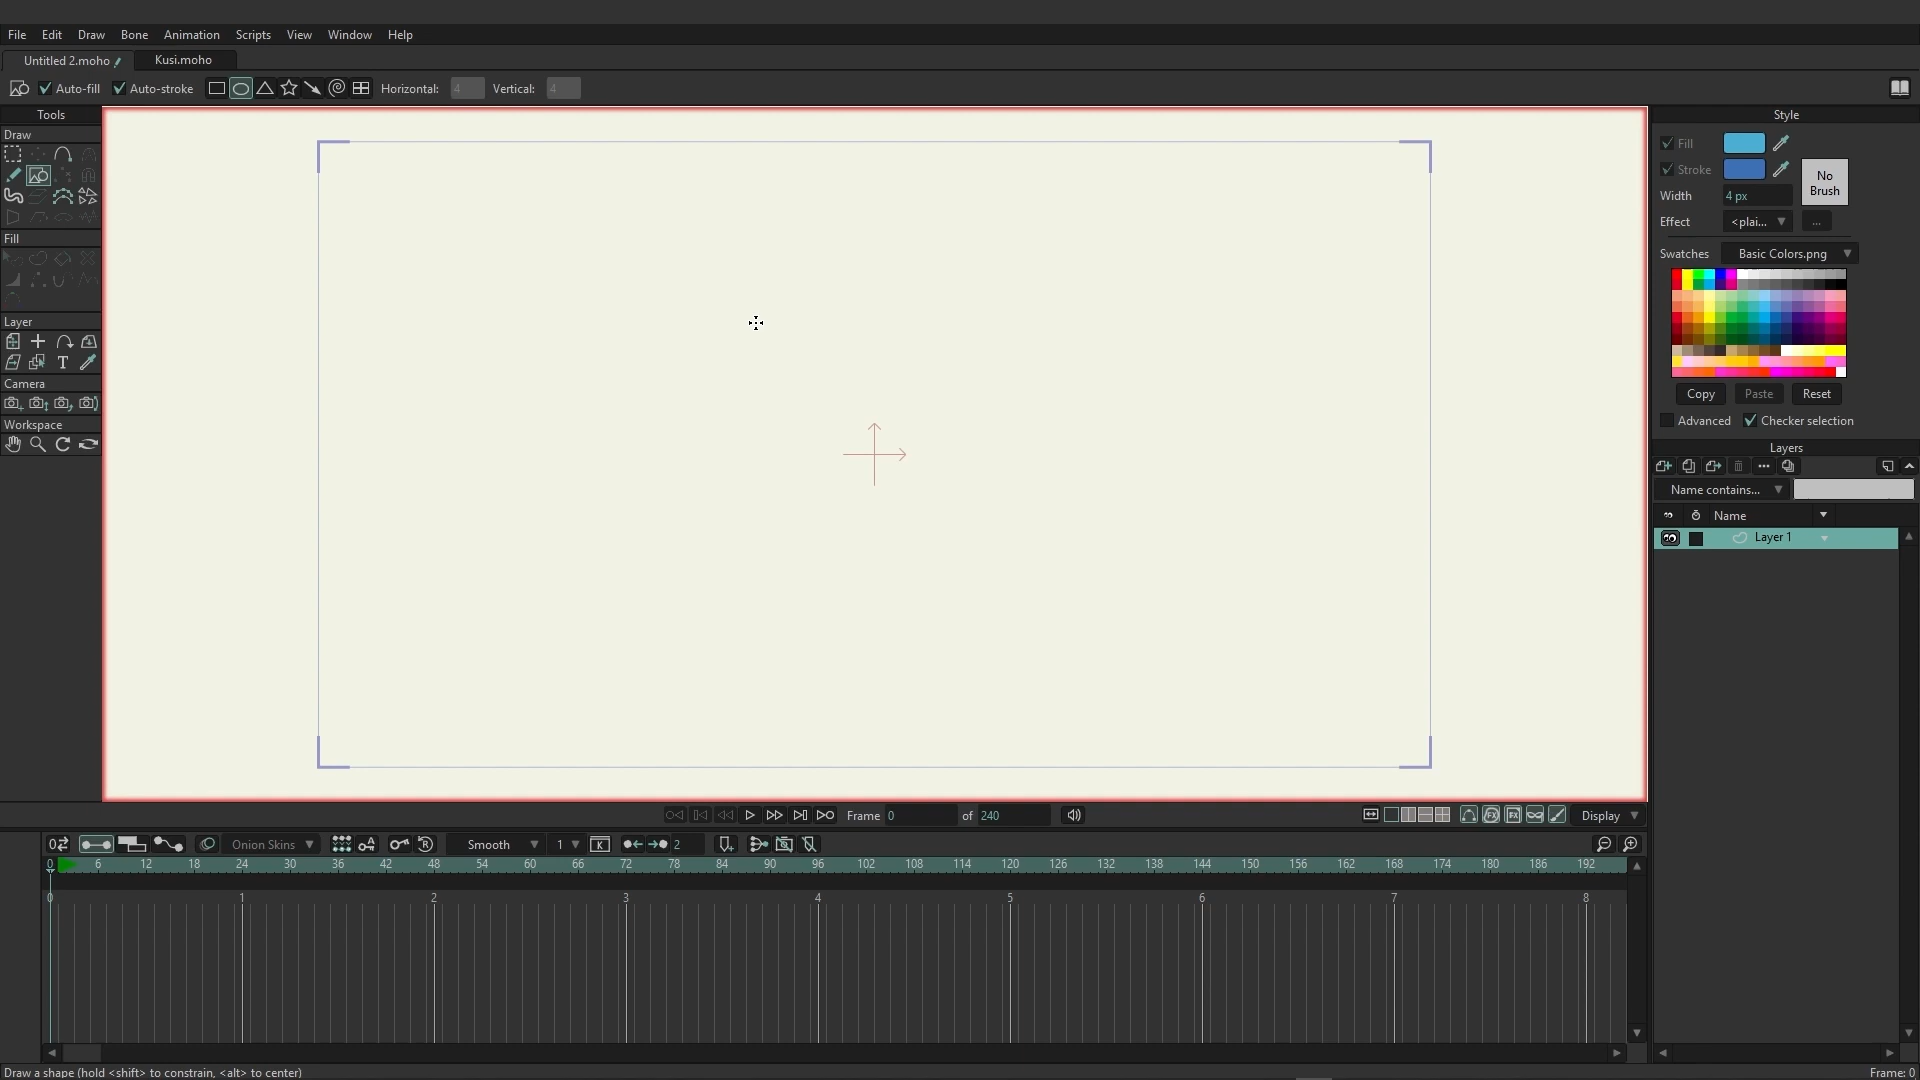 File Edit Draw Bone Animation Scripts View Window Help
Untitled 2.moho Kusi.moho
Auto-fill Auto-stroke Horizontal: 4 Vertical: 4
Tools
Draw
Fill
Layer
T
Camera
Workspace
Style
Fill
Stroke
No
Brush
Width 4 px
Effect <plai... ...
Swatches Basic Colors.png
Copy Paste Reset
Advanced Checker selection
Layers
Name contains...
Name
Layer 1
Frame 0 of 240 Display
Onion Skins Smooth 1 K 2
0 6 12 18 24 30 36 42 48 54 60 66 72 78 84 90 96 102 108 114 120 126 132 138 144 150 156 162 168 174 180 186 192
0 1 2 3 4 5 6 7 8
Draw a shape (hold <shift> to constrain, <alt> to center) Frame: 0